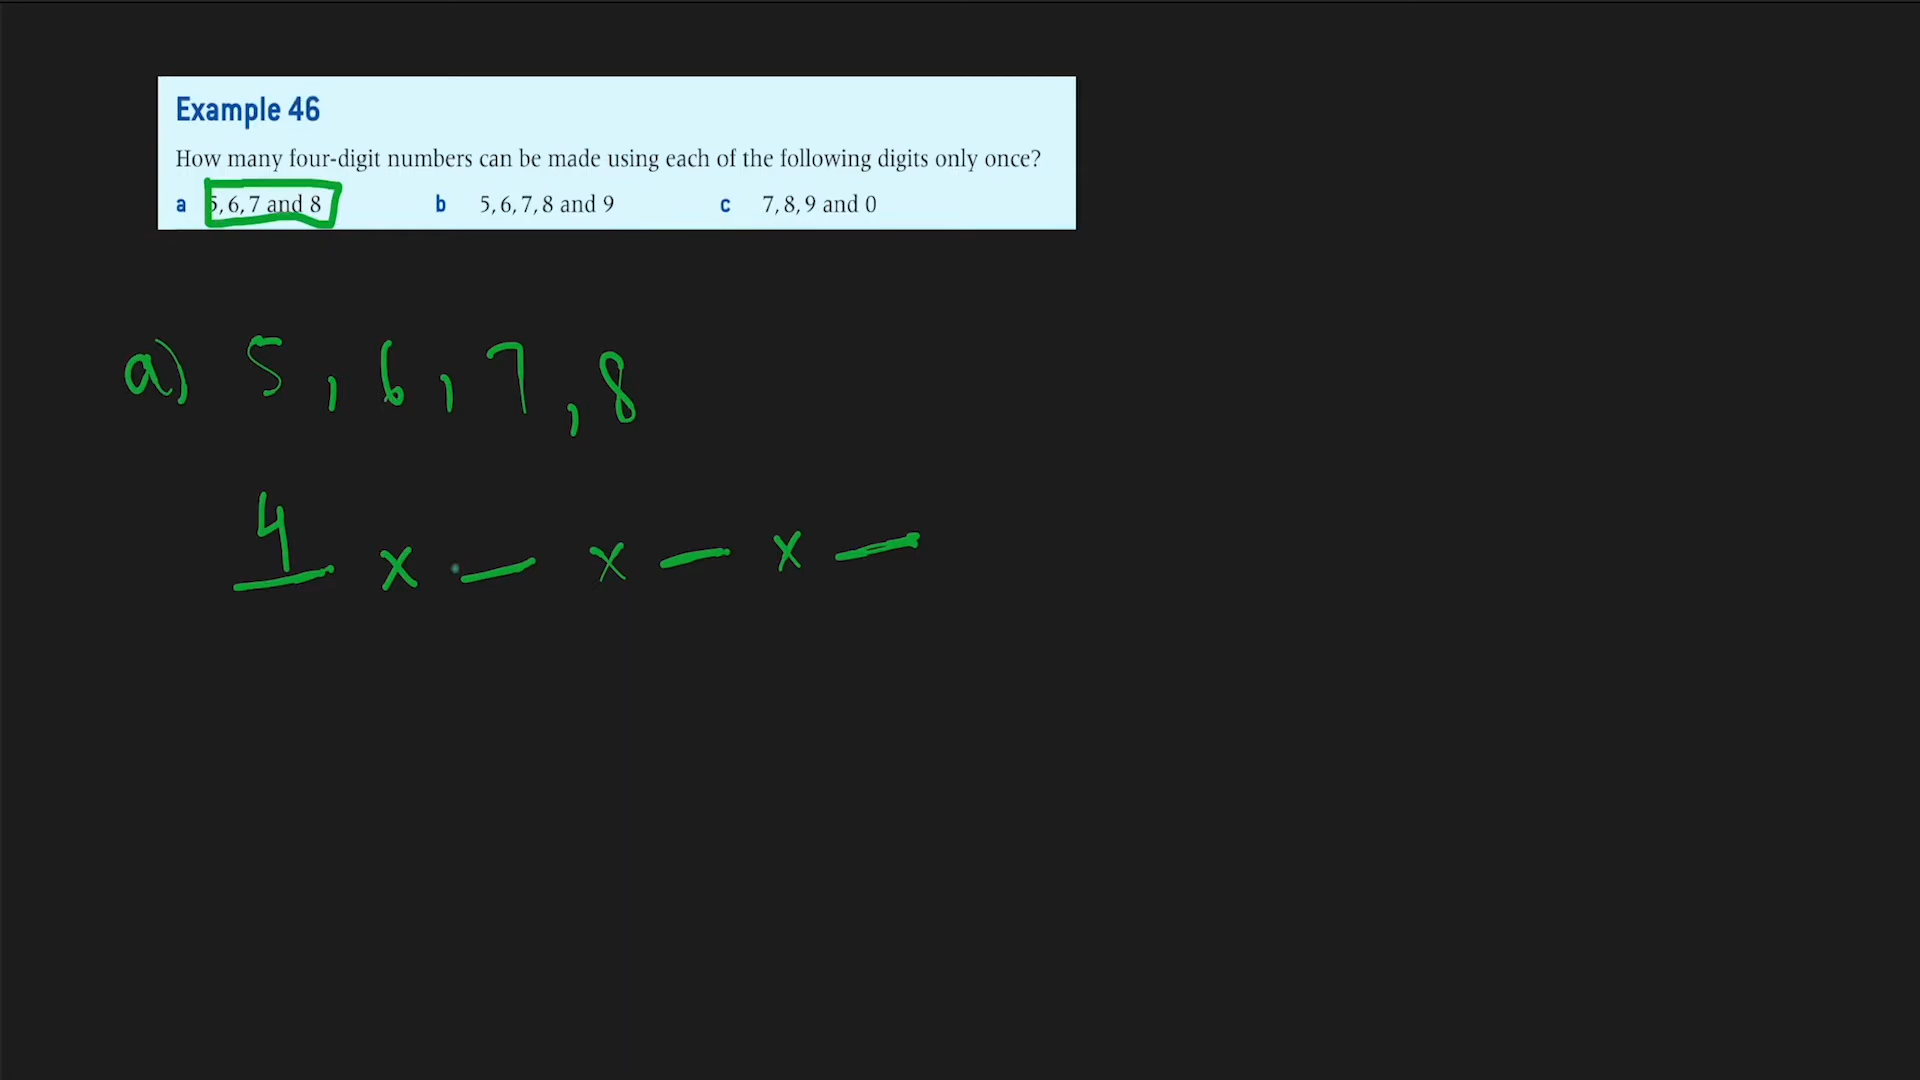 Example 46
How many four-digit numbers can be made using each of the following digits only once?
a 5, 6, 7 and 8 b 5, 6, 7, 8 and 9 c 7, 8, 9 and 0
a) 5, 6, 7, 8
4 x _ x _ x _